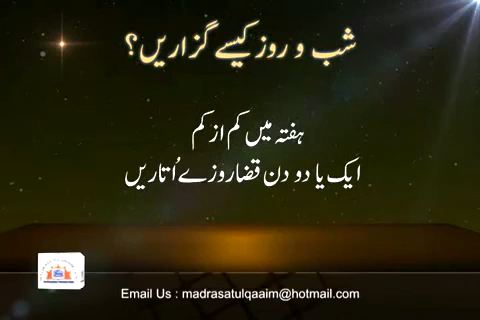 شب و روز کیسے گزاریں؟
ہفتہ میں کم از کم
ایک یا دو دن قضا روزے اُتاریں
Email Us : madrasatulqaaim@hotmail.com